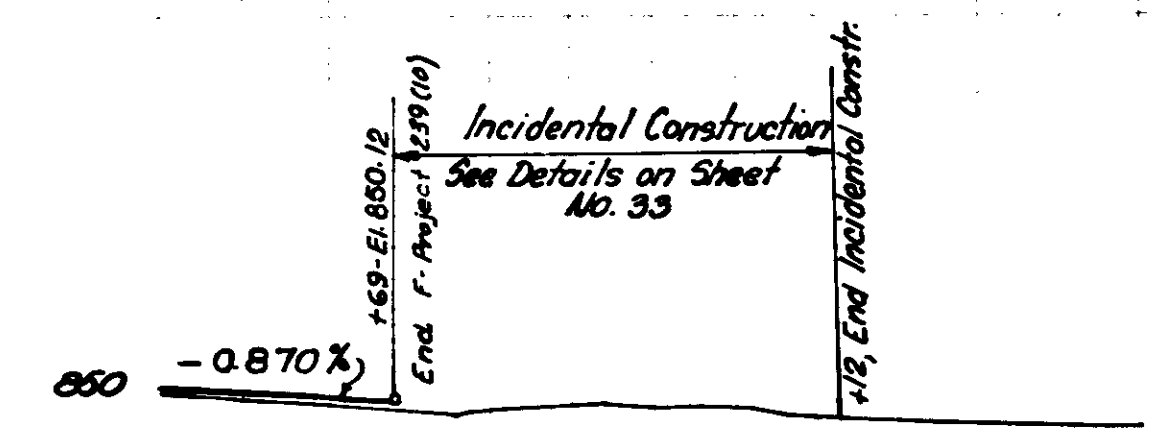 +69-El. 850.12
End F-Project 239(10)
Incidental Construction
See Details on Sheet
No. 33
+12, End Incidental Constr.
-0.870%
850